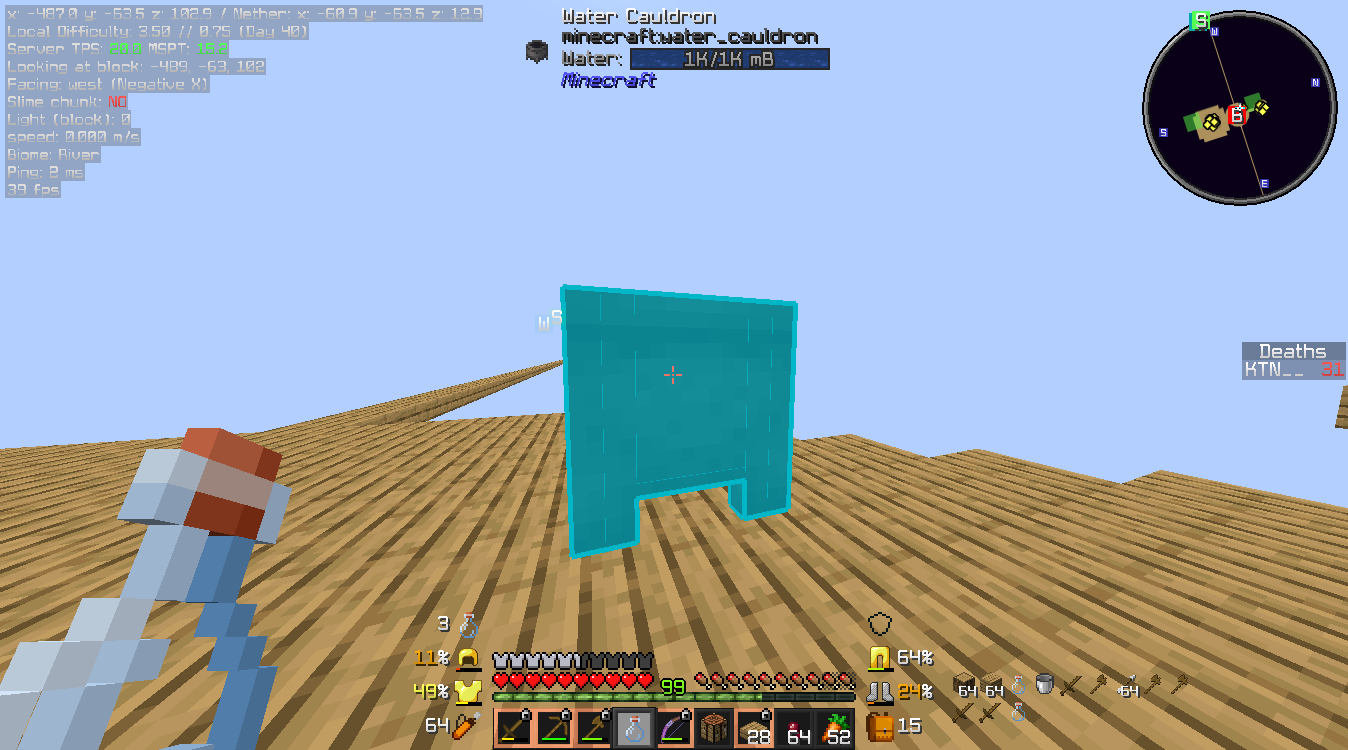 x: -487.0 y: -63.5 z: 102.9 / Nether: x: -60.9 y: -63.5 z: 12.9
Local Difficulty: 3.50 // 0.75 (Day 40)
Server TPS: 20.0 MSPT: 16.2
Looking at block: -489, -63, 102
Facing: west (Negative X)
Slime chunk: NO
Light (block): 0
speed: 0.000 m/s
Biome: River
Ping: 2 ms
39 fps
Water Cauldron
minecraft:water_cauldron
Water: 1K/1K mB
Minecraft
S
W
N
6
S
E
W S
Deaths
KTN__ 31
3
11%
49%
64
99
64%
24%
15
28
64
52
64
64
64